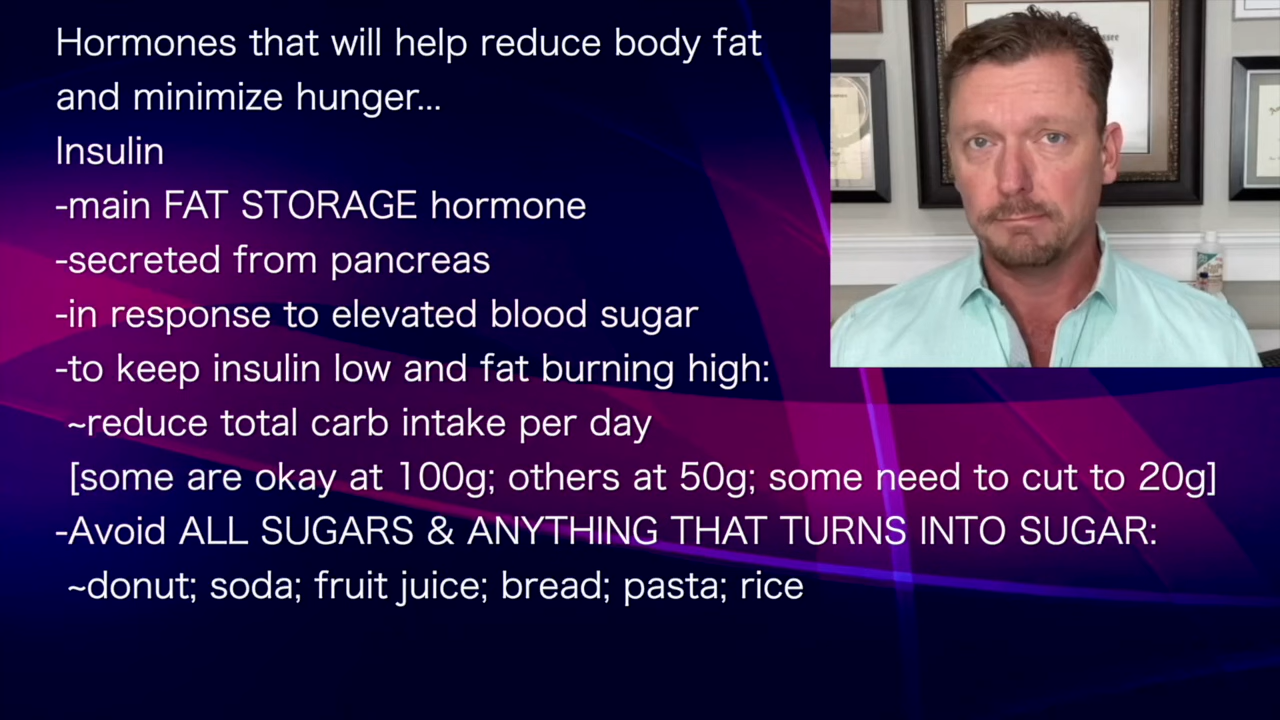 Hormones that will help reduce body fat
and minimize hunger...
Insulin
-main FAT STORAGE hormone
-secreted from pancreas
-in response to elevated blood sugar
-to keep insulin low and fat burning high:
~reduce total carb intake per day
[some are okay at 100g; others at 50g; some need to cut to 20g]
-Avoid ALL SUGARS & ANYTHING THAT TURNS INTO SUGAR:
~donut; soda; fruit juice; bread; pasta; rice